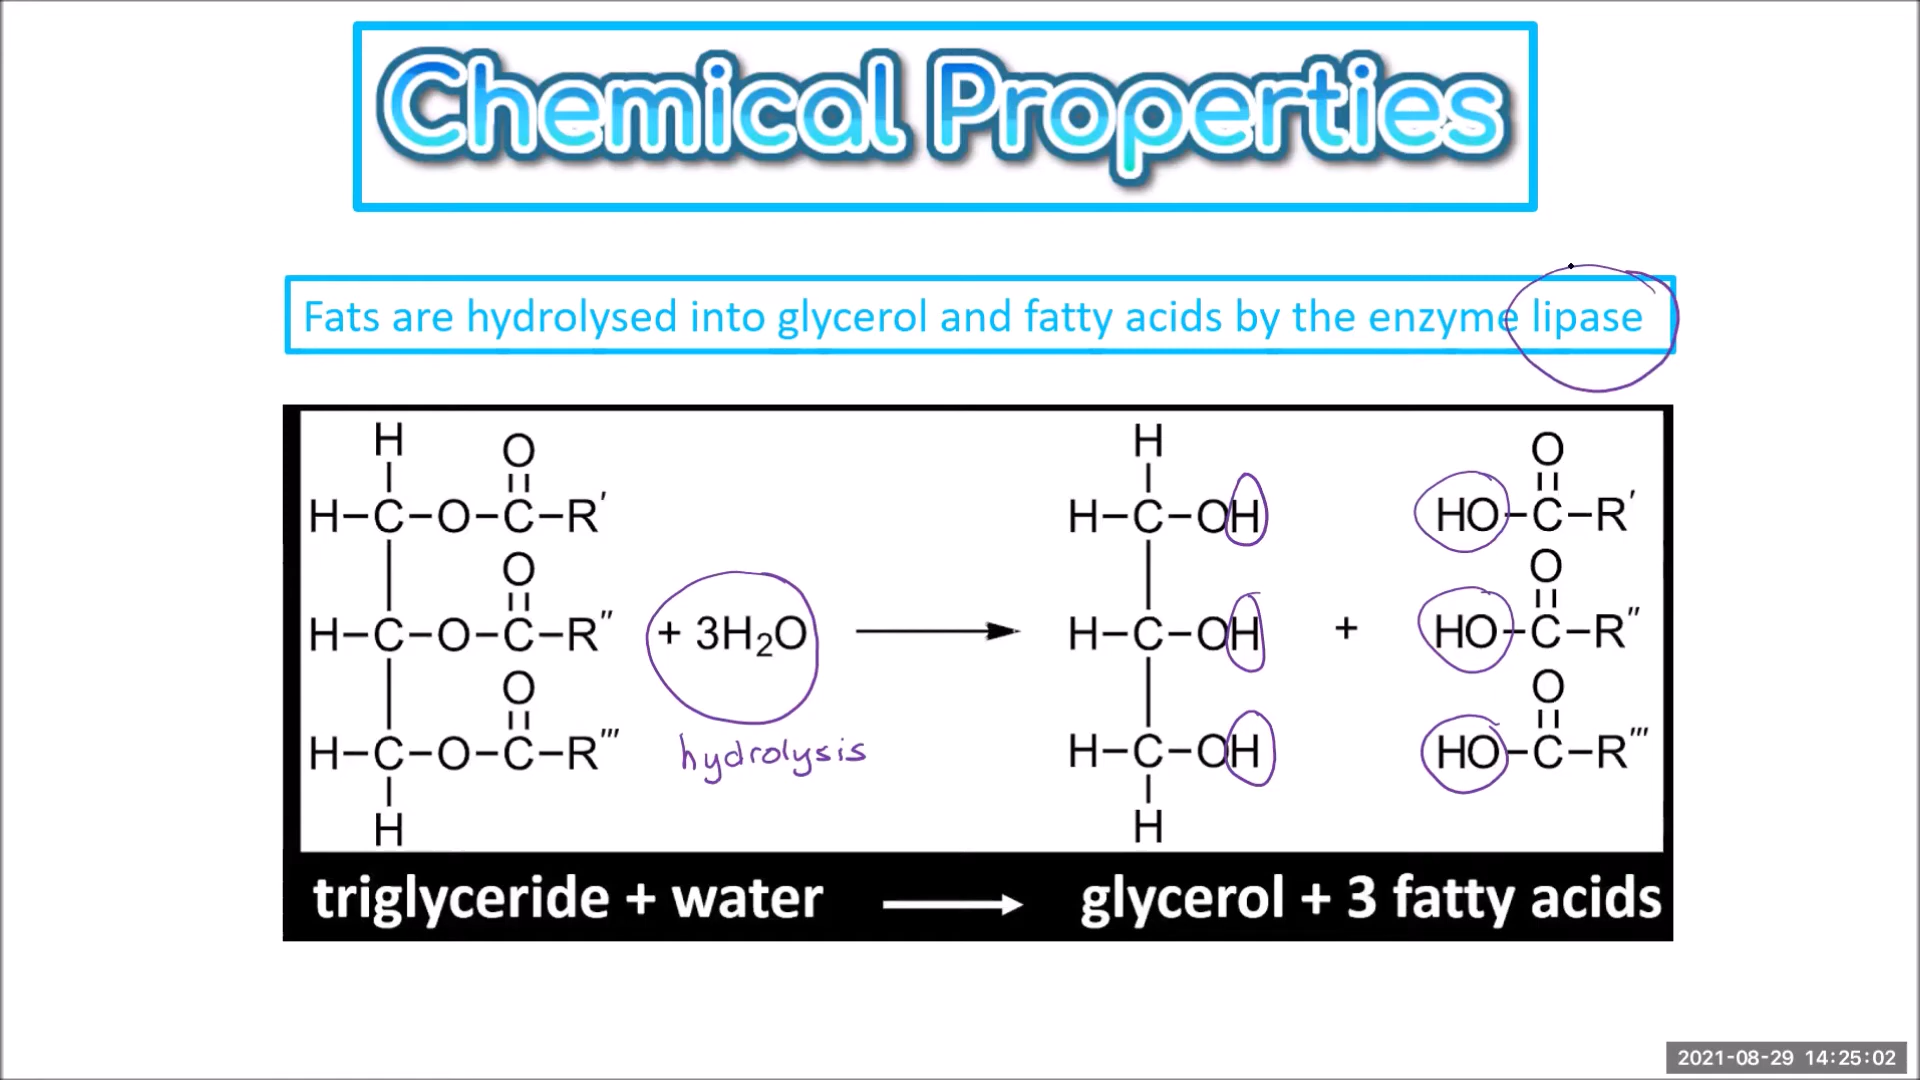 Chemical Properties
Fats are hydrolysed into glycerol and fatty acids by the enzyme lipase
H O H O
H–C–O–C–R′ H–C–OH HO–C–R′
O O
H–C–O–C–R″ + 3H₂O H–C–OH + HO–C–R″
O O
H–C–O–C–R‴ hydrolysis H–C–OH HO–C–R‴
H H
triglyceride + water ⟶ glycerol + 3 fatty acids
2021-08-29 14:25:02